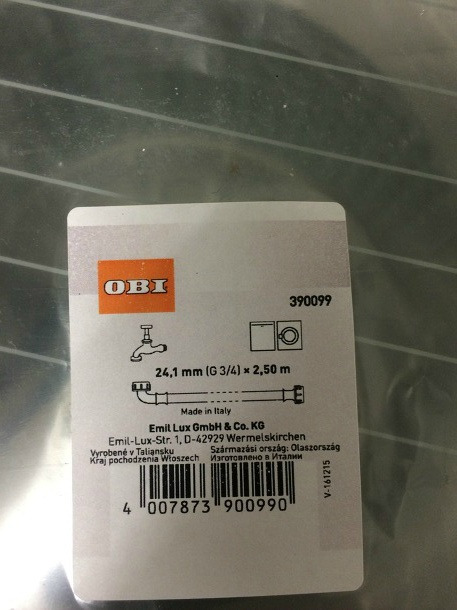 OBI
390099
24,1 mm (G 3/4) × 2,50 m
Made in Italy
Emil Lux GmbH & Co. KG
Emil-Lux-Str. 1, D-42929 Wermelskirchen
Vyrobené v Taliansku Származási ország: Olaszország
Kraj pochodzenia Włoszech Изготовлено в Италии
4 007873 900990
V-161215